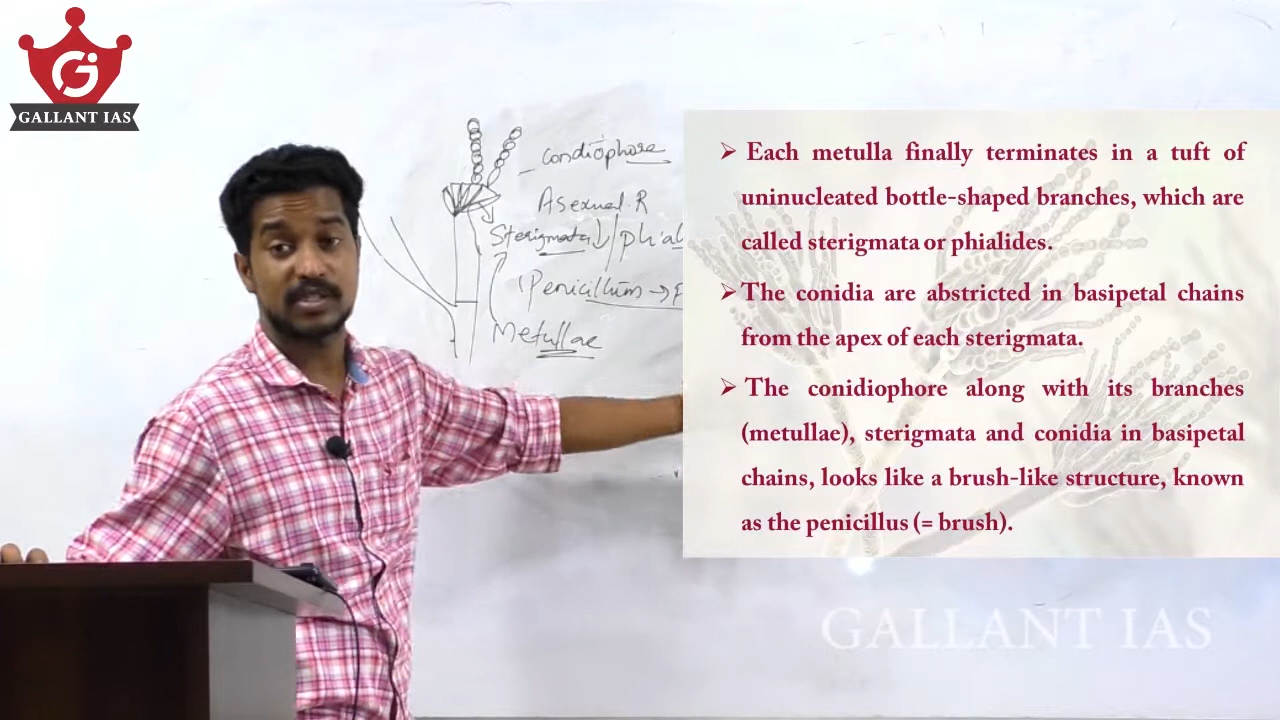 GALLANT IAS
condiophore
Asexual R
Sterigmata / phial
Penicillum → P
Metullae
➢ Each metulla finally terminates in a tuft of
uninucleated bottle-shaped branches, which are
called sterigmata or phialides.
➢ The conidia are abstricted in basipetal chains
from the apex of each sterigmata.
➢ The conidiophore along with its branches
(metullae), sterigmata and conidia in basipetal
chains, looks like a brush-like structure, known
as the penicillus (= brush).
GALLANT IAS